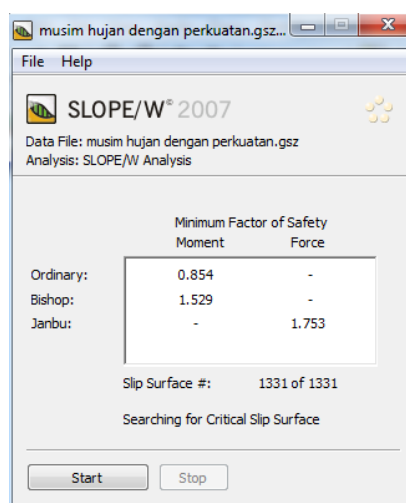 musim hujan dengan perkuatan.gsz...
File Help
SLOPE/W® 2007
Data File: musim hujan dengan perkuatan.gsz
Analysis: SLOPE/W Analysis
Minimum Factor of Safety
Moment Force
Ordinary: 0.854 -
Bishop: 1.529 -
Janbu: - 1.753
Slip Surface #: 1331 of 1331
Searching for Critical Slip Surface
Start Stop